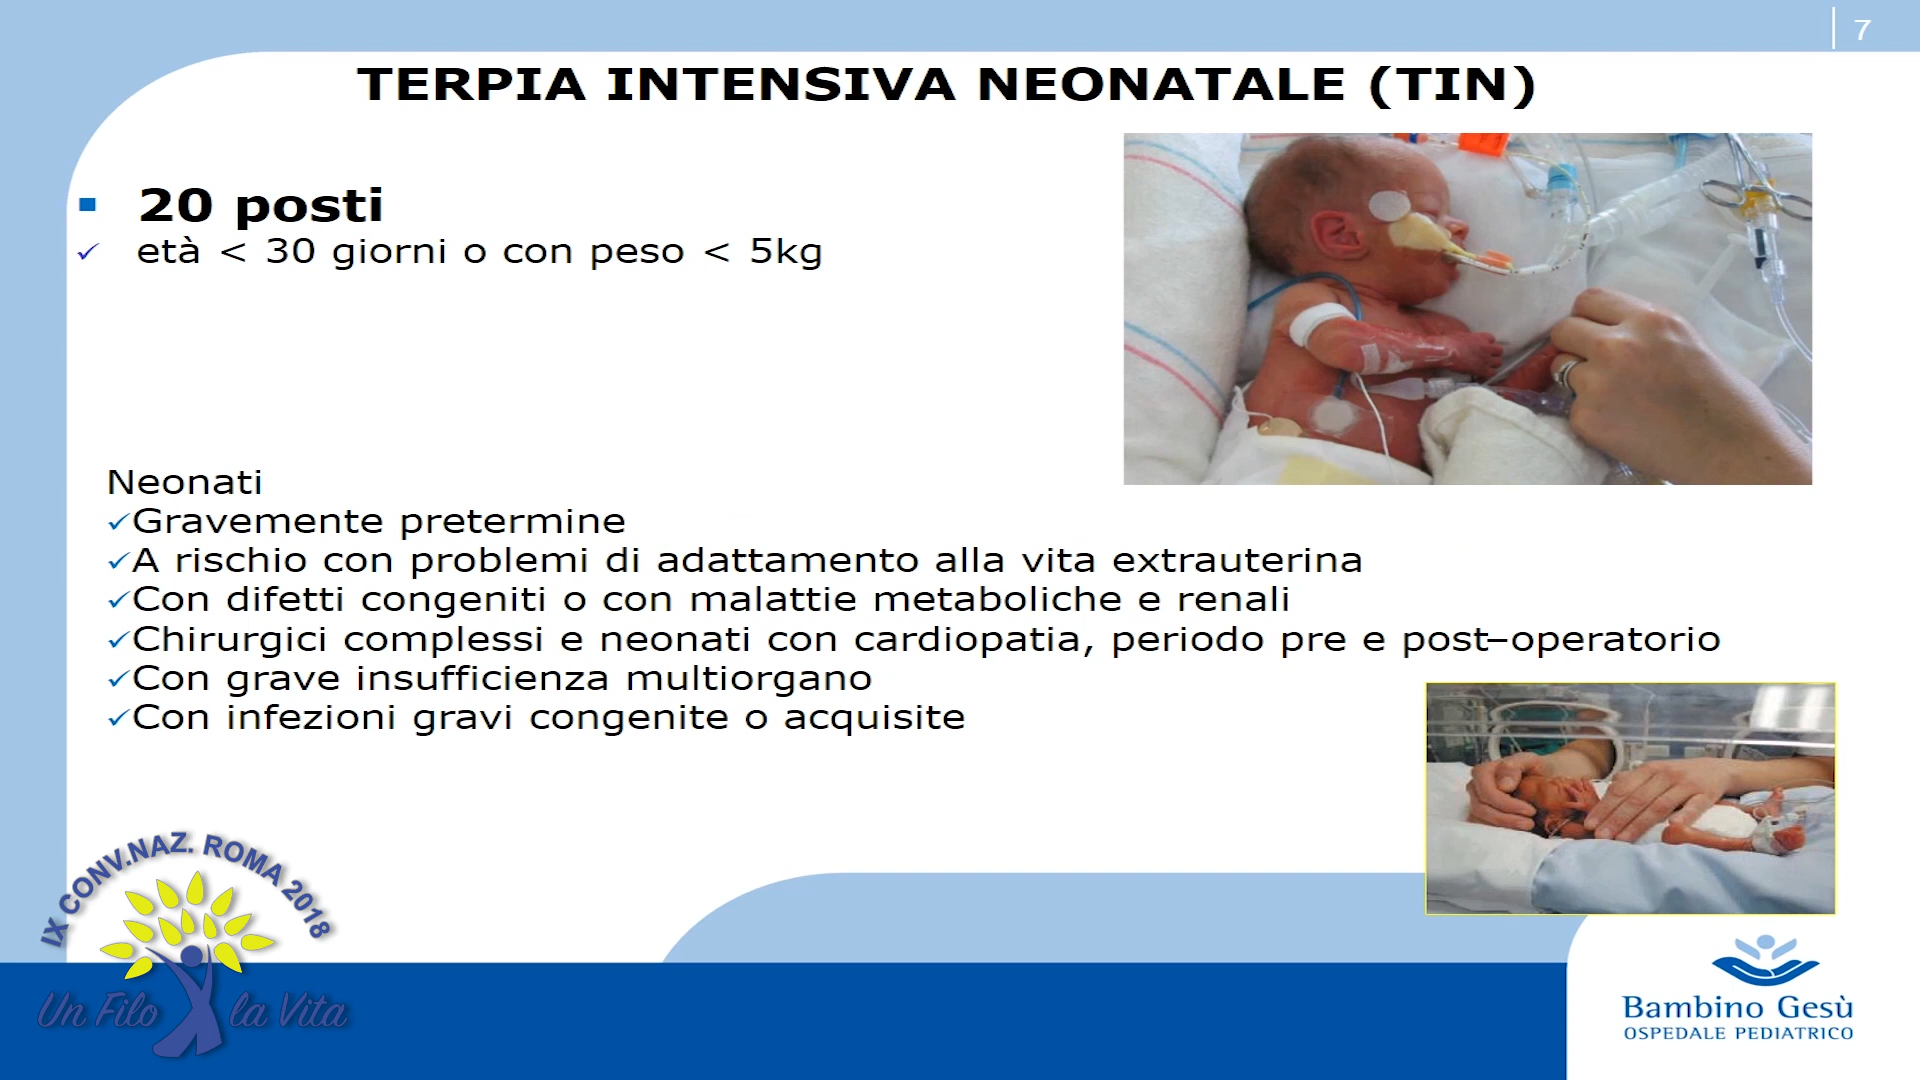 7
TERPIA INTENSIVA NEONATALE (TIN)
20 posti
età < 30 giorni o con peso < 5kg
Neonati
Gravemente pretermine
A rischio con problemi di adattamento alla vita extrauterina
Con difetti congeniti o con malattie metaboliche e renali
Chirurgici complessi e neonati con cardiopatia, periodo pre e post–operatorio
Con grave insufficienza multiorgano
Con infezioni gravi congenite o acquisite
IX CONV.NAZ. ROMA 2018
Un Filo la Vita
Bambino Gesù
OSPEDALE PEDIATRICO